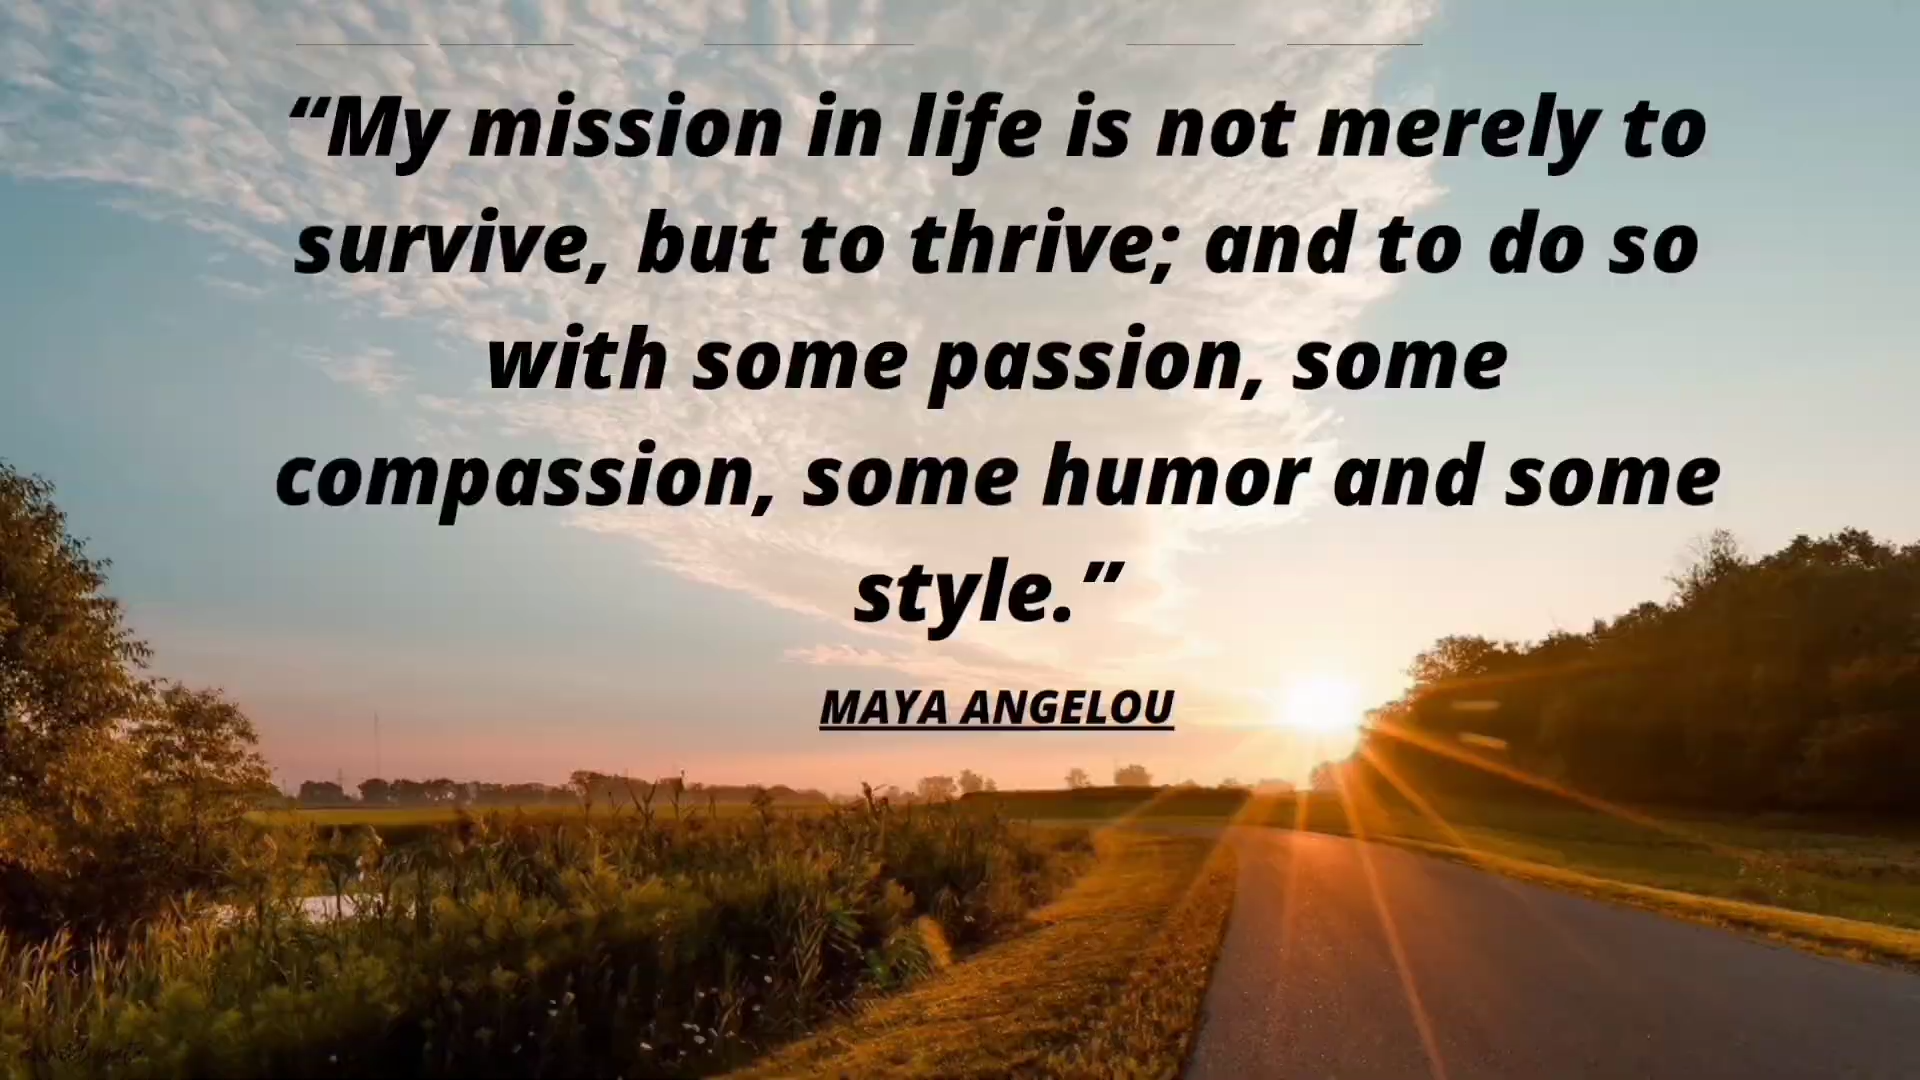 “My mission in life is not merely to
survive, but to thrive; and to do so
with some passion, some
compassion, some humor and some
style.”
MAYA ANGELOU